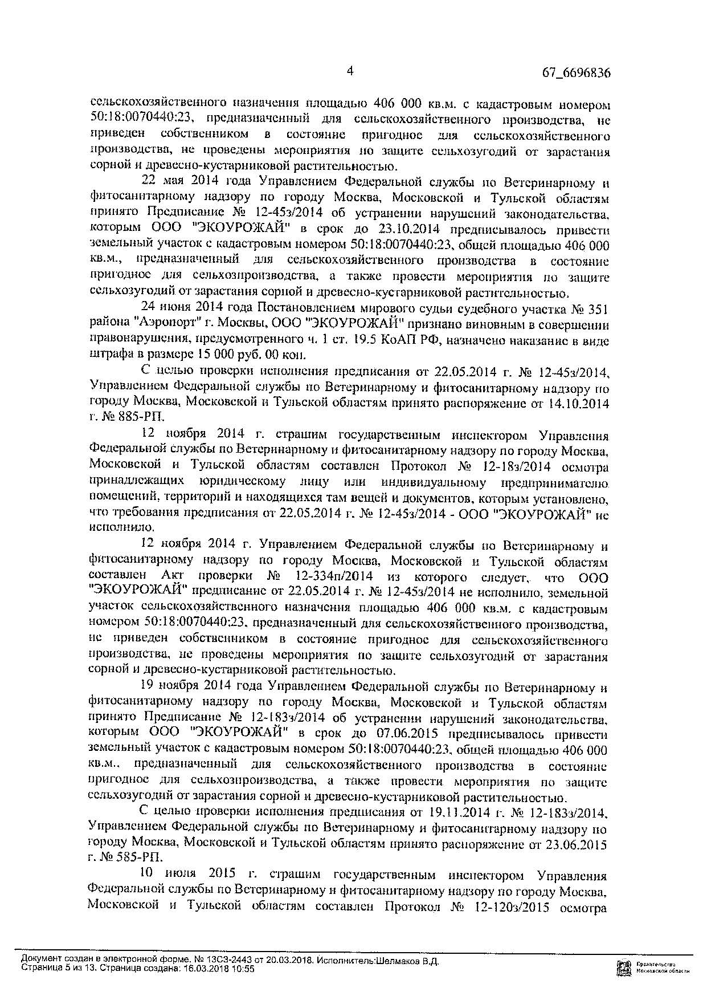 4 67_6696836
сельскохозяйственного назначения площадью 406 000 кв.м. с кадастровым номером
50:18:0070440:23, предназначенный для сельскохозяйственного производства, не
приведен собственником в состояние пригодное для сельскохозяйственного
производства, не проведены мероприятия по защите сельхозугодий от зарастания
сорной и древесно-кустарниковой растительностью.
22 мая 2014 года Управлением Федеральной службы по Ветеринарному и
фитосанитарному надзору по городу Москва, Московской и Тульской областям
принято Предписание № 12-45з/2014 об устранении нарушений законодательства,
которым ООО "ЭКОУРОЖАЙ" в срок до 23.10.2014 предписывалось привести
земельный участок с кадастровым номером 50:18:0070440:23, общей площадью 406 000
кв.м., предназначенный для сельскохозяйственного производства в состояние
пригодное для сельхозпроизводства, а также провести мероприятия по защите
сельхозугодий от зарастания сорной и древесно-кустарниковой растительностью.
24 июня 2014 года Постановлением мирового судьи судебного участка № 351
района "Аэропорт" г. Москвы, ООО "ЭКОУРОЖАЙ" признано виновным в совершении
правонарушения, предусмотренного ч. 1 ст. 19.5 КоАП РФ, назначено наказание в виде
штрафа в размере 15 000 руб. 00 коп.
С целью проверки исполнения предписания от 22.05.2014 г. № 12-45з/2014,
Управлением Федеральной службы по Ветеринарному и фитосанитарному надзору по
городу Москва, Московской и Тульской областям принято распоряжение от 14.10.2014
г. № 885-РП.
12 ноября 2014 г. страшим государственным инспектором Управления
Федеральной службы по Ветеринарному и фитосанитарному надзору по городу Москва,
Московской и Тульской областям составлен Протокол № 12-18з/2014 осмотра
принадлежащих юридическому лицу или индивидуальному предпринимателю
помещений, территорий и находящихся там вещей и документов, которым установлено,
что требования предписания от 22.05.2014 г. № 12-45з/2014 - ООО "ЭКОУРОЖАЙ" не
исполнило.
12 ноября 2014 г. Управлением Федеральной службы по Ветеринарному и
фитосанитарному надзору по городу Москва, Московской и Тульской областям
составлен Акт проверки № 12-334п/2014 из которого следует, что ООО
"ЭКОУРОЖАЙ" предписание от 22.05.2014 г. № 12-45з/2014 не исполнило, земельной
участок сельскохозяйственного назначения площадью 406 000 кв.м. с кадастровым
номером 50:18:0070440:23, предназначенный для сельскохозяйственного производства,
не приведен собственником в состояние пригодное для сельскохозяйственного
производства, не проведены мероприятия по защите сельхозугодий от зарастания
сорной и древесно-кустарниковой растительностью.
19 ноября 2014 года Управлением Федеральной службы по Ветеринарному и
фитосанитарному надзору по городу Москва, Московской и Тульской областям
принято Предписание № 12-183з/2014 об устранении нарушений законодательства,
которым ООО "ЭКОУРОЖАЙ" в срок до 07.06.2015 предписывалось привести
земельный участок с кадастровым номером 50:18:0070440:23, общей площадью 406 000
кв.м., предназначенный для сельскохозяйственного производства в состояние
пригодное для сельхозпроизводства, а также провести мероприятия по защите
сельхозугодий от зарастания сорной и древесно-кустарниковой растительностью.
С целью проверки исполнения предписания от 19.11.2014 г. № 12-183з/2014,
Управлением Федеральной службы по Ветеринарному и фитосанитарному надзору по
городу Москва, Московской и Тульской областям принято распоряжение от 23.06.2015
г. № 585-РП.
10 июля 2015 г. страшим государственным инспектором Управления
Федеральной службы по Ветеринарному и фитосанитарному надзору по городу Москва,
Московской и Тульской областям составлен Протокол № 12-120з/2015 осмотра
Документ создан в электронной форме. № 13СЗ-2443 от 20.03.2018. Исполнитель:Шелмаков В.Д.
Страница 5 из 13. Страница создана: 16.03.2018 10:55
Правительство
Московской области